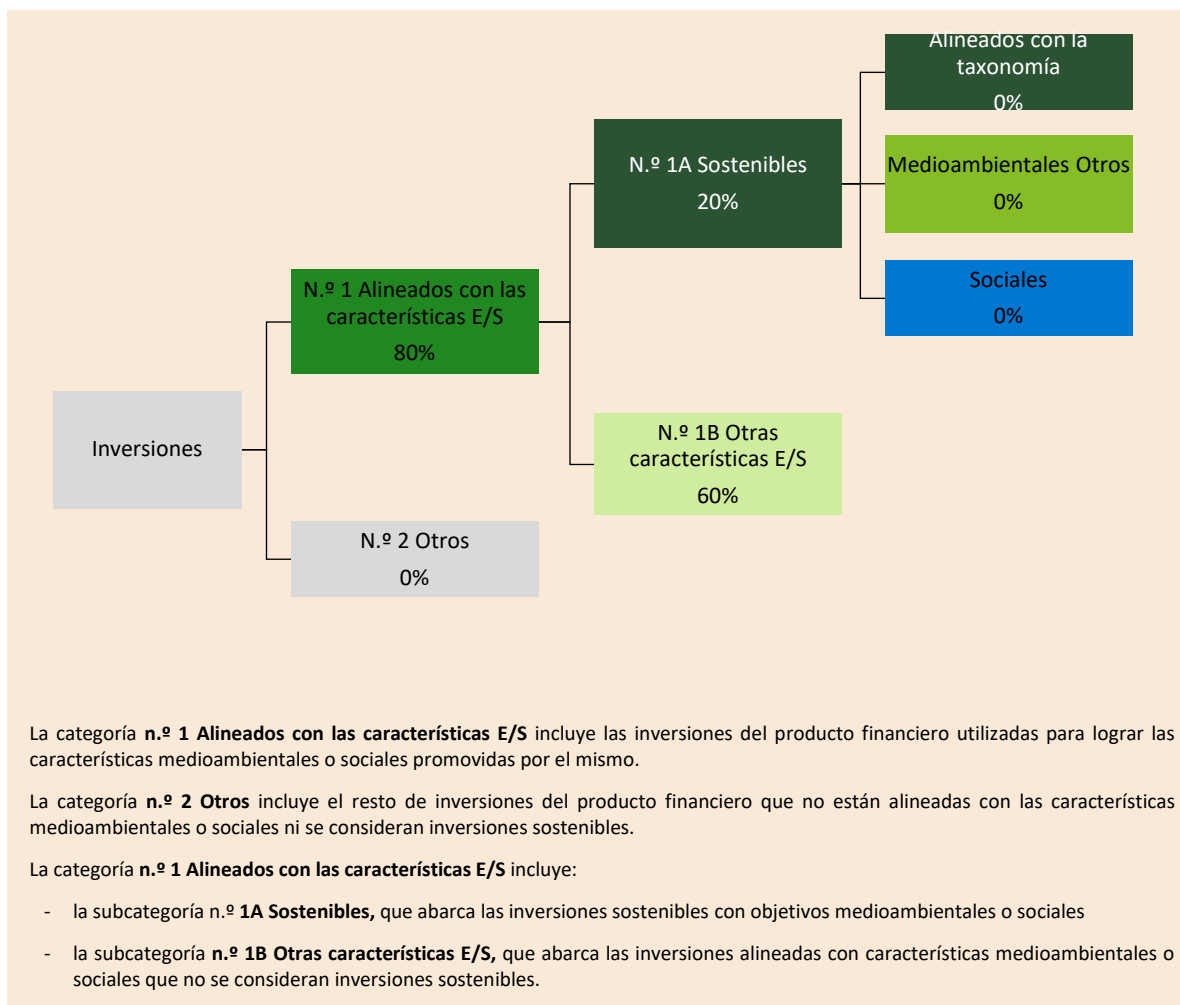 Alineados con la
taxonomía
0%
N.º 1A Sostenibles
20%
Medioambientales Otros
0%
Sociales
0%
N.º 1 Alineados con las
características E/S
80%
Inversiones
N.º 1B Otras
características E/S
60%
N.º 2 Otros
0%
La categoría n.º 1 Alineados con las características E/S incluye las inversiones del producto financiero utilizadas para lograr las
características medioambientales o sociales promovidas por el mismo.
La categoría n.º 2 Otros incluye el resto de inversiones del producto financiero que no están alineadas con las características
medioambientales o sociales ni se consideran inversiones sostenibles.
La categoría n.º 1 Alineados con las características E/S incluye:
- la subcategoría n.º 1A Sostenibles, que abarca las inversiones sostenibles con objetivos medioambientales o sociales
- la subcategoría n.º 1B Otras características E/S, que abarca las inversiones alineadas con características medioambientales o
sociales que no se consideran inversiones sostenibles.